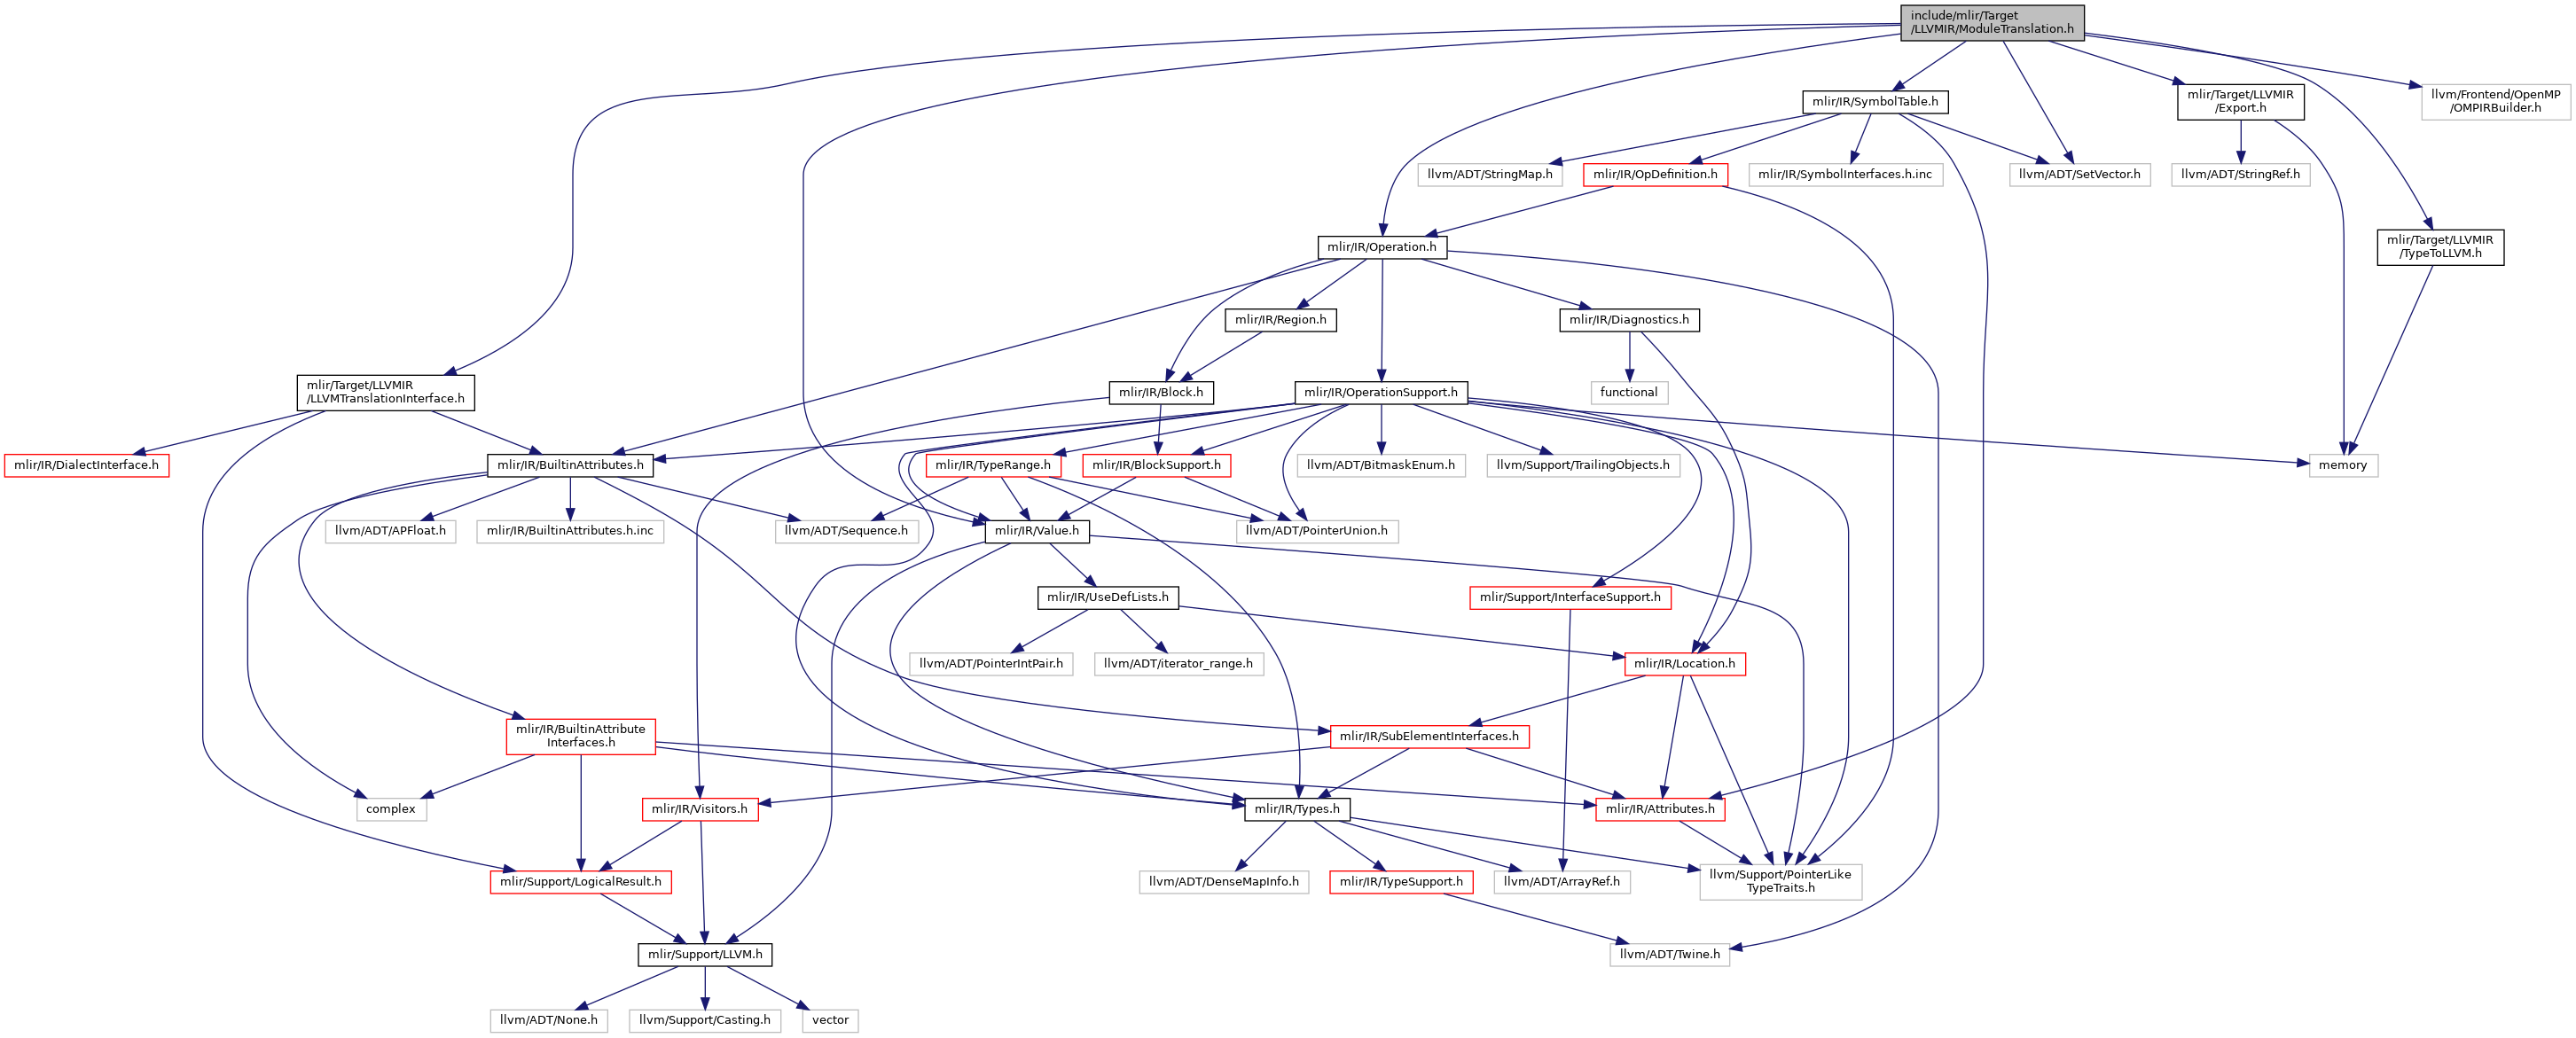 include/mlir/Target
/LLVMIR/ModuleTranslation.h
mlir/IR/SymbolTable.h
mlir/Target/LLVMIR
/Export.h
llvm/Frontend/OpenMP
/OMPIRBuilder.h
llvm/ADT/StringMap.h
mlir/IR/OpDefinition.h
mlir/IR/SymbolInterfaces.h.inc
llvm/ADT/SetVector.h
llvm/ADT/StringRef.h
mlir/IR/Operation.h
mlir/Target/LLVMIR
/TypeToLLVM.h
mlir/IR/Region.h
mlir/IR/Diagnostics.h
mlir/Target/LLVMIR
/LLVMTranslationInterface.h
mlir/IR/Block.h
mlir/IR/OperationSupport.h
functional
mlir/IR/DialectInterface.h
mlir/IR/BuiltinAttributes.h
mlir/IR/TypeRange.h
mlir/IR/BlockSupport.h
llvm/ADT/BitmaskEnum.h
llvm/Support/TrailingObjects.h
memory
llvm/ADT/APFloat.h
mlir/IR/BuiltinAttributes.h.inc
llvm/ADT/Sequence.h
mlir/IR/Value.h
llvm/ADT/PointerUnion.h
mlir/IR/UseDefLists.h
mlir/Support/InterfaceSupport.h
llvm/ADT/PointerIntPair.h
llvm/ADT/iterator_range.h
mlir/IR/Location.h
mlir/IR/BuiltinAttribute
Interfaces.h
mlir/IR/SubElementInterfaces.h
complex
mlir/IR/Visitors.h
mlir/IR/Types.h
mlir/IR/Attributes.h
mlir/Support/LogicalResult.h
llvm/ADT/DenseMapInfo.h
mlir/IR/TypeSupport.h
llvm/ADT/ArrayRef.h
llvm/Support/PointerLike
TypeTraits.h
mlir/Support/LLVM.h
llvm/ADT/Twine.h
llvm/ADT/None.h
llvm/Support/Casting.h
vector